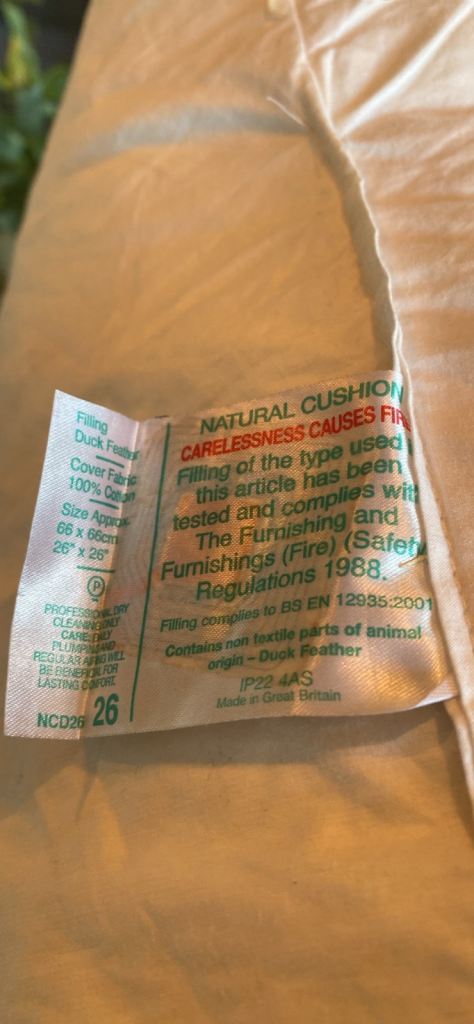 Filling
Duck Feather
Cover Fabric
100% Cotton
Size Approx
66 x 66cm
26" x 26"
P
PROFESSIONAL DRY
CLEANING ONLY
CARE: DAILY
PLUMPING AND
REGULAR AIRING WILL
BE BENEFICIAL FOR
LASTING COMFORT.
NCD26 26
NATURAL CUSHION
CARELESSNESS CAUSES FIRE
Filling of the type used
this article has been
tested and complies with
The Furnishing and
Furnishings (Fire) (Safety
Regulations 1988.
Filling complies to BS EN 12935:2001
Contains non textile parts of animal
origin - Duck Feather
IP22 4AS
Made in Great Britain